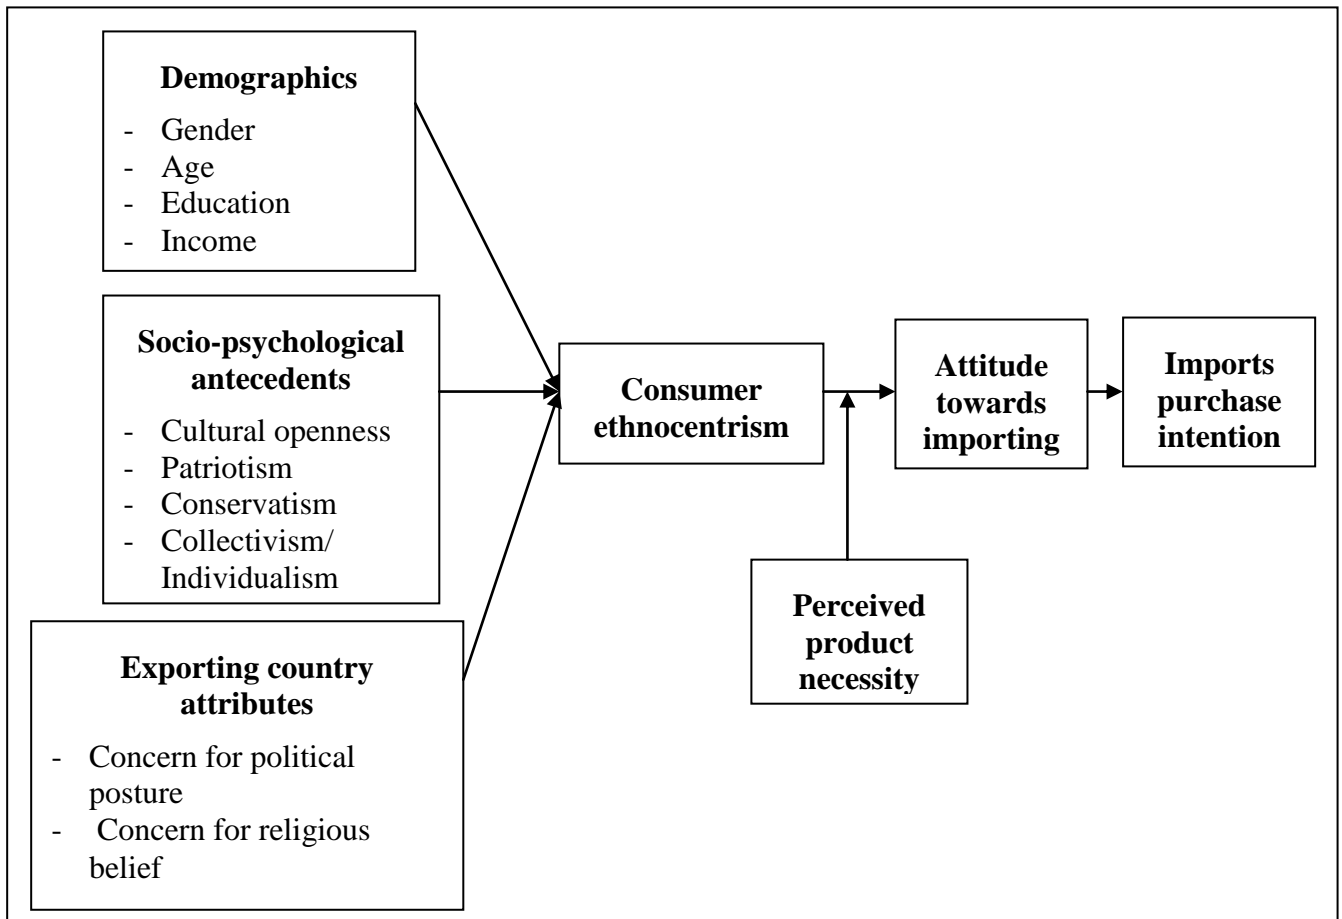 Demographics
- Gender
- Age
- Education
- Income
Socio-psychological
antecedents
- Cultural openness
- Patriotism
- Conservatism
- Collectivism/
Individualism
Exporting country
attributes
- Concern for political
posture
- Concern for religious
belief
Consumer
ethnocentrism
Perceived
product
necessity
Attitude
towards
importing
Imports
purchase
intention